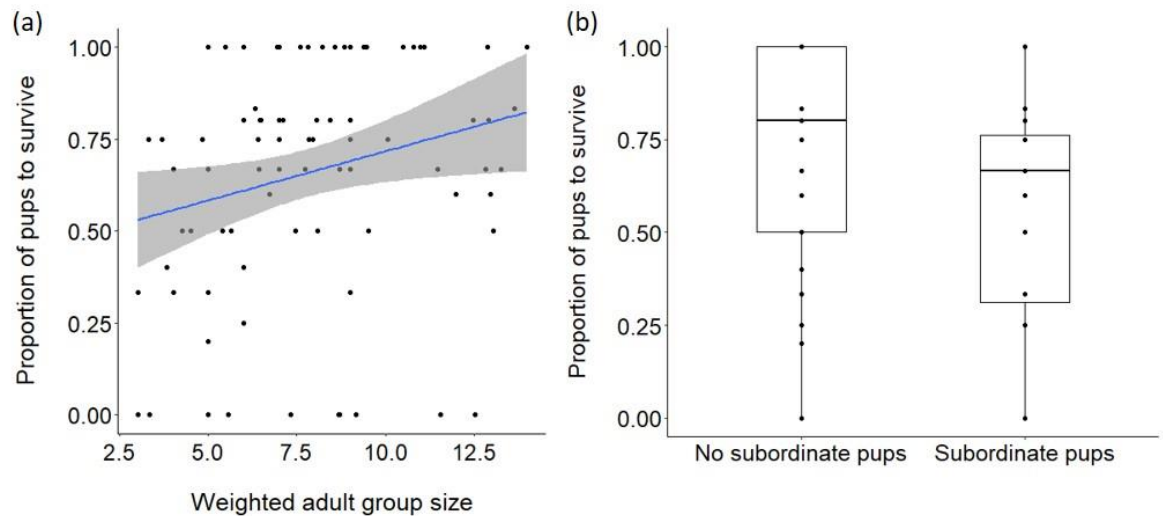 (a)
Proportion of pups to survive
1.00
0.75
0.50
0.25
0.00
2.5 5.0 7.5 10.0 12.5
Weighted adult group size
(b)
Proportion of pups to survive
1.00
0.75
0.50
0.25
0.00
No subordinate pups Subordinate pups